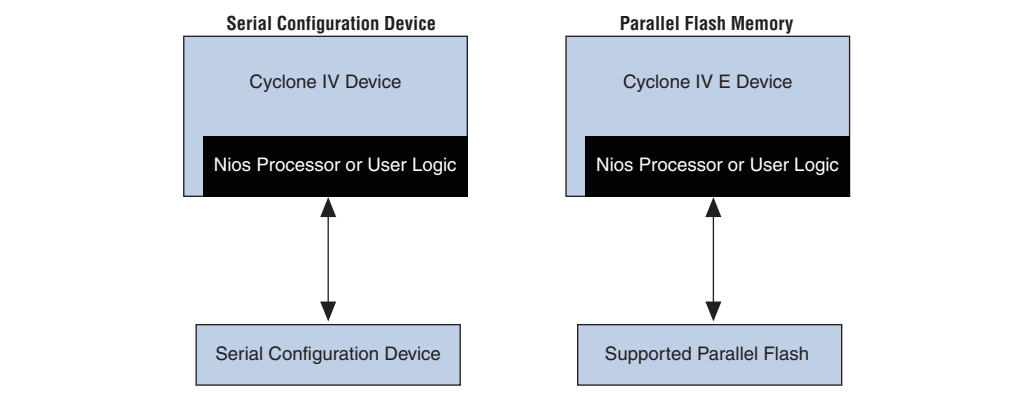 Serial Configuration Device
Parallel Flash Memory
Cyclone IV Device
Cyclone IV E Device
Nios Processor or User Logic
Nios Processor or User Logic
Serial Configuration Device
Supported Parallel Flash